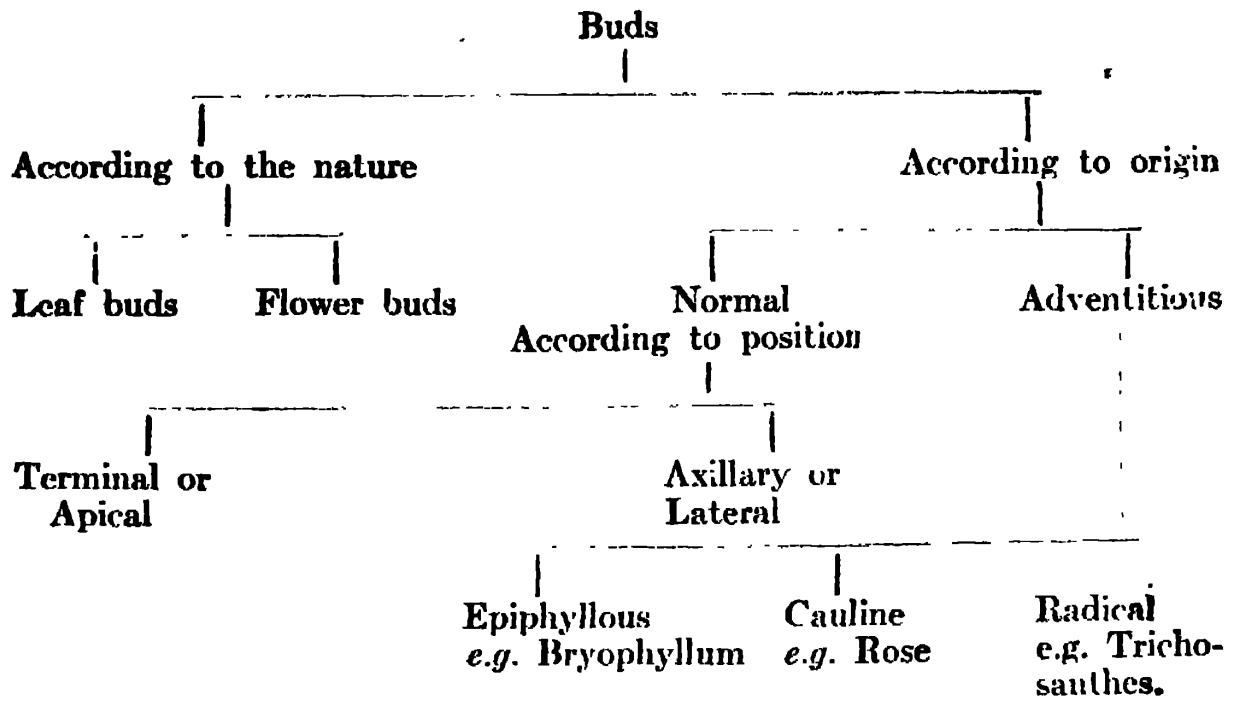 Buds
According to the nature
According to origin
Leaf buds
Flower buds
Normal
According to position
Adventitious
Terminal or
Apical
Axillary or
Lateral
Epiphyllous
e.g. Bryophyllum
Cauline
e.g. Rose
Radical
e.g. Tricho-
santhes.